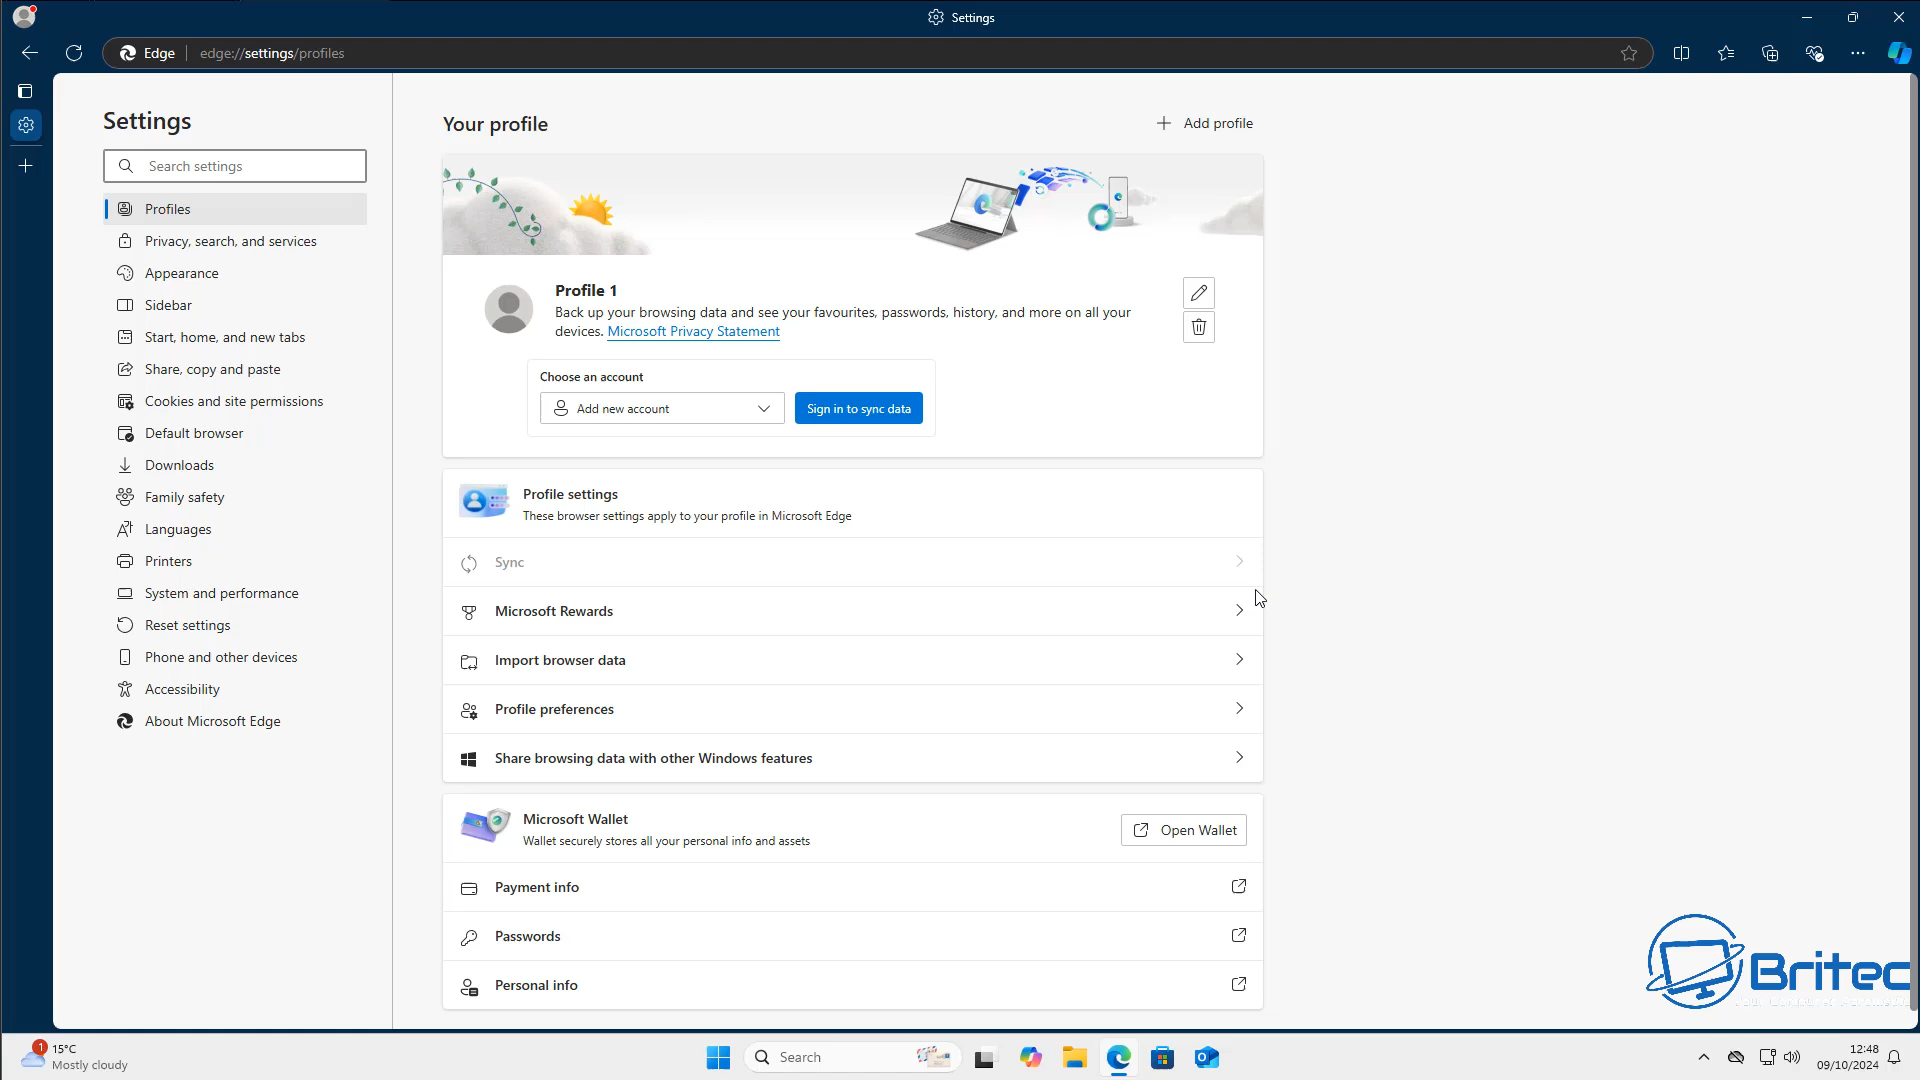 Settings
Edge
edge://settings/profiles
Settings
Search settings
Profiles
Privacy, search, and services
Appearance
Sidebar
Start, home, and new tabs
Share, copy and paste
Cookies and site permissions
Default browser
Downloads
Family safety
Languages
Printers
System and performance
Reset settings
Phone and other devices
Accessibility
About Microsoft Edge
Your profile
Add profile
Profile 1
Back up your browsing data and see your favourites, passwords, history, and more on all your
devices. Microsoft Privacy Statement
Choose an account
Add new account
Sign in to sync data
Profile settings
These browser settings apply to your profile in Microsoft Edge
Sync
Microsoft Rewards
Import browser data
Profile preferences
Share browsing data with other Windows features
Microsoft Wallet
Wallet securely stores all your personal info and assets
Open Wallet
Payment info
Passwords
Personal info
Britec
1
15°C
Mostly cloudy
Search
12:48
09/10/2024